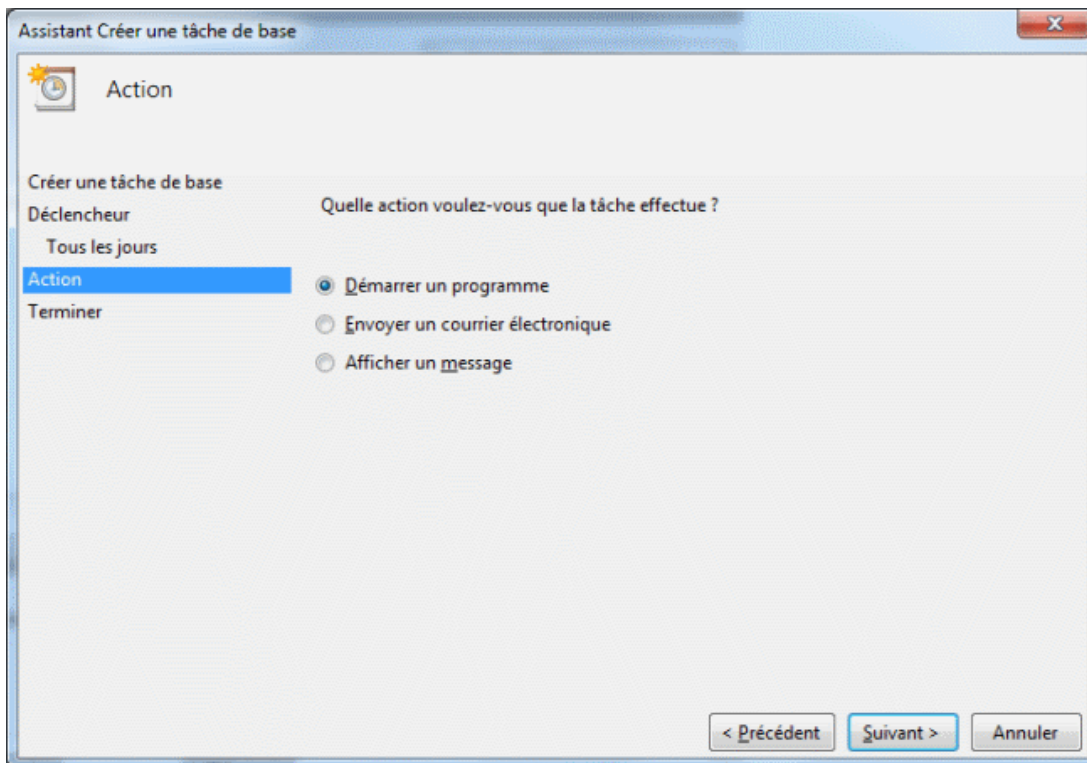 Assistant Créer une tâche de base
Action
Créer une tâche de base
Déclencheur
Tous les jours
Action
Terminer
Quelle action voulez-vous que la tâche effectue ?
Démarrer un programme
Envoyer un courrier électronique
Afficher un message
< Précédent
Suivant >
Annuler